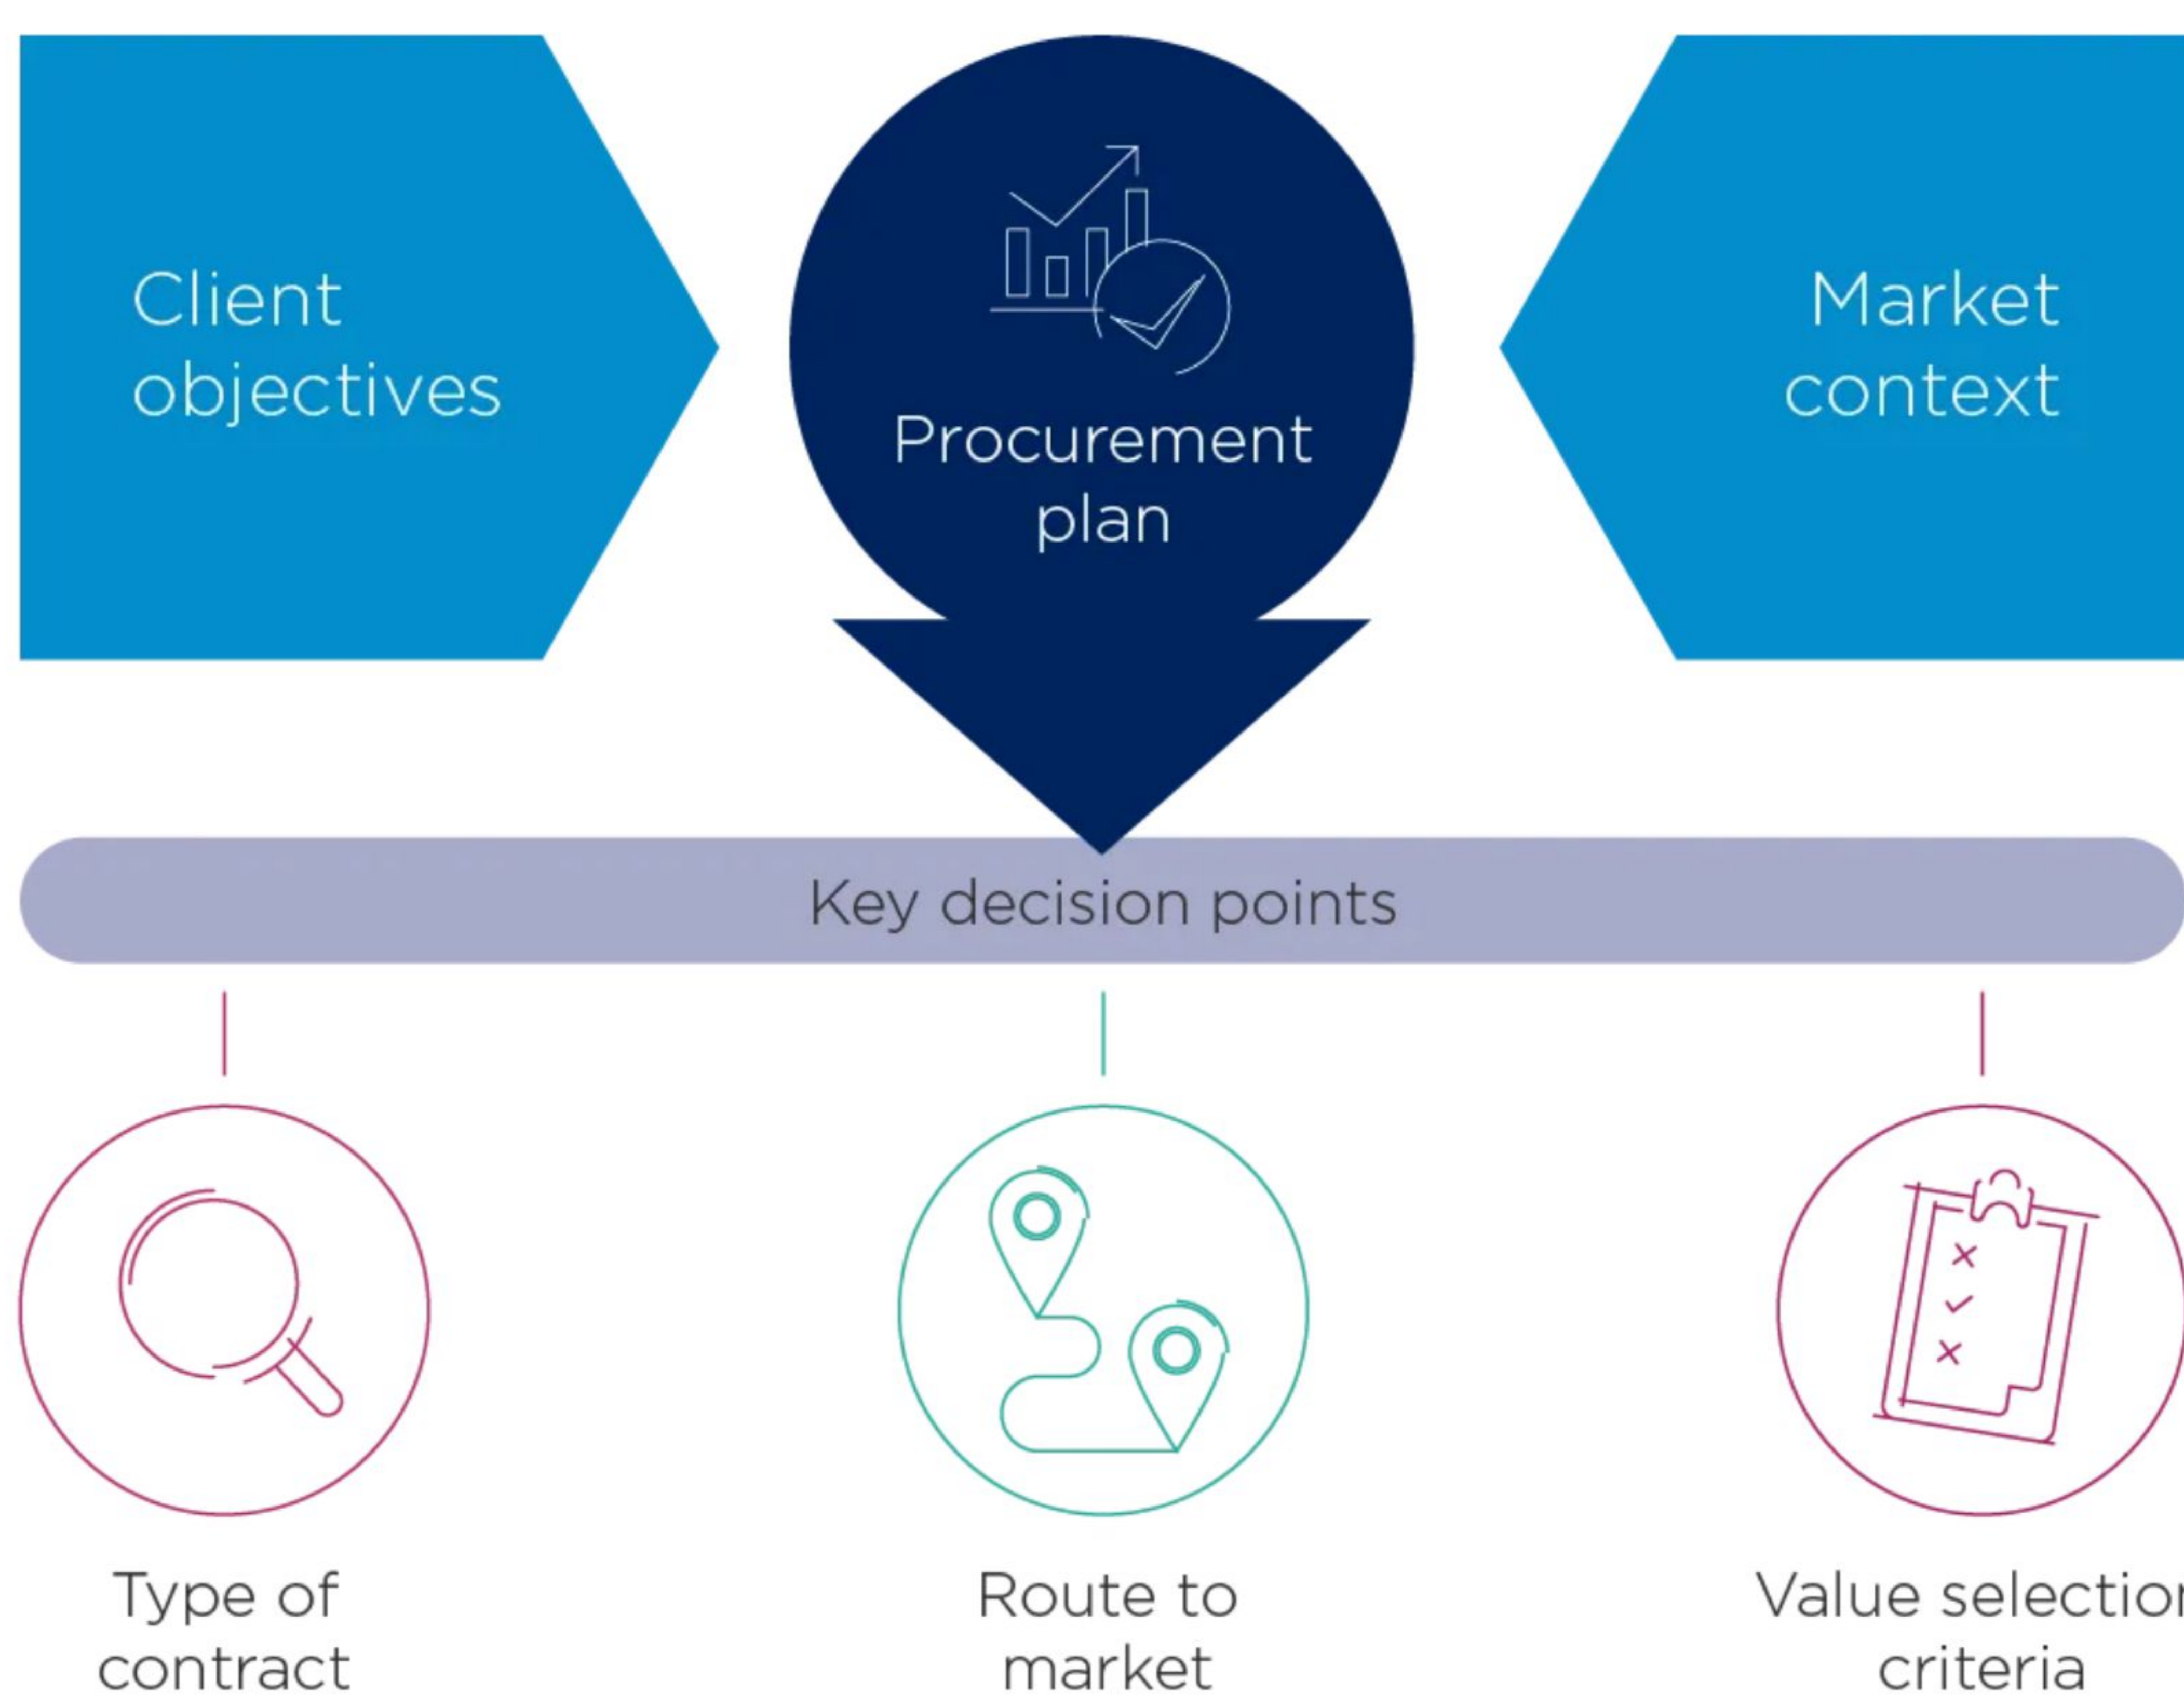 Client
objectives
Procurement
plan
Market
context
Key decision points
Type of
contract
Route to
market
Value selection
criteria